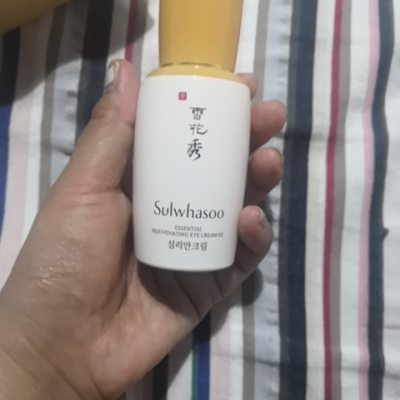 雪
花
秀
Sulwhasoo
ESSENTIAL
REJUVENATING EYE CREAM EX
섬리안크림